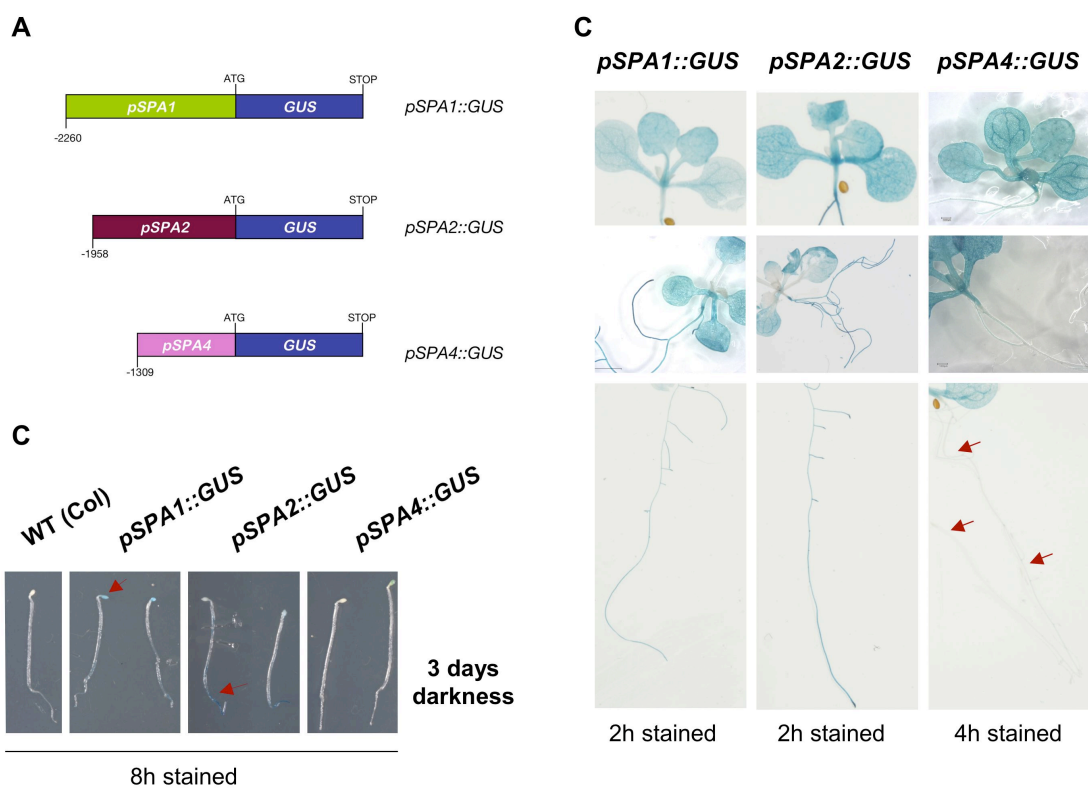 A
ATG
STOP
pSPA1
GUS
pSPA1::GUS
-2260
ATG
STOP
pSPA2
GUS
pSPA2::GUS
-1958
ATG
STOP
pSPA4
GUS
pSPA4::GUS
-1309
C
WT (Col)
pSPA1::GUS
pSPA2::GUS
pSPA4::GUS
3 days
darkness
8h stained
C
pSPA1::GUS
pSPA2::GUS
pSPA4::GUS
2h stained
2h stained
4h stained